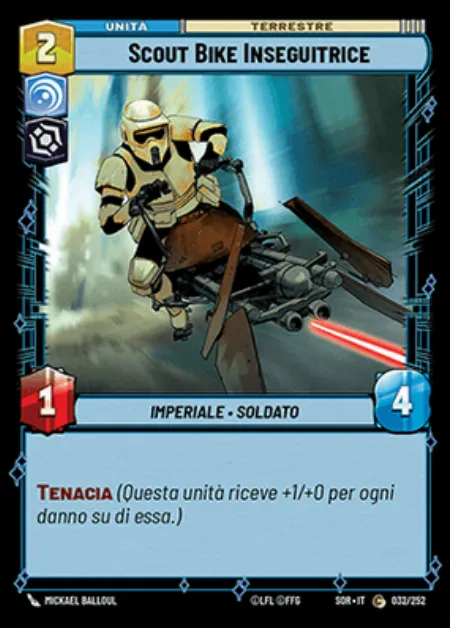 UNITÀ
TERRESTRE
2
SCOUT BIKE INSEGUITRICE
1
IMPERIALE • SOLDATO
4
TENACIA (Questa unità riceve +1/+0 per ogni
danno su di essa.)
MICKAEL BALLOUL
©LFL ©FFG
SOR • IT
C
032/252